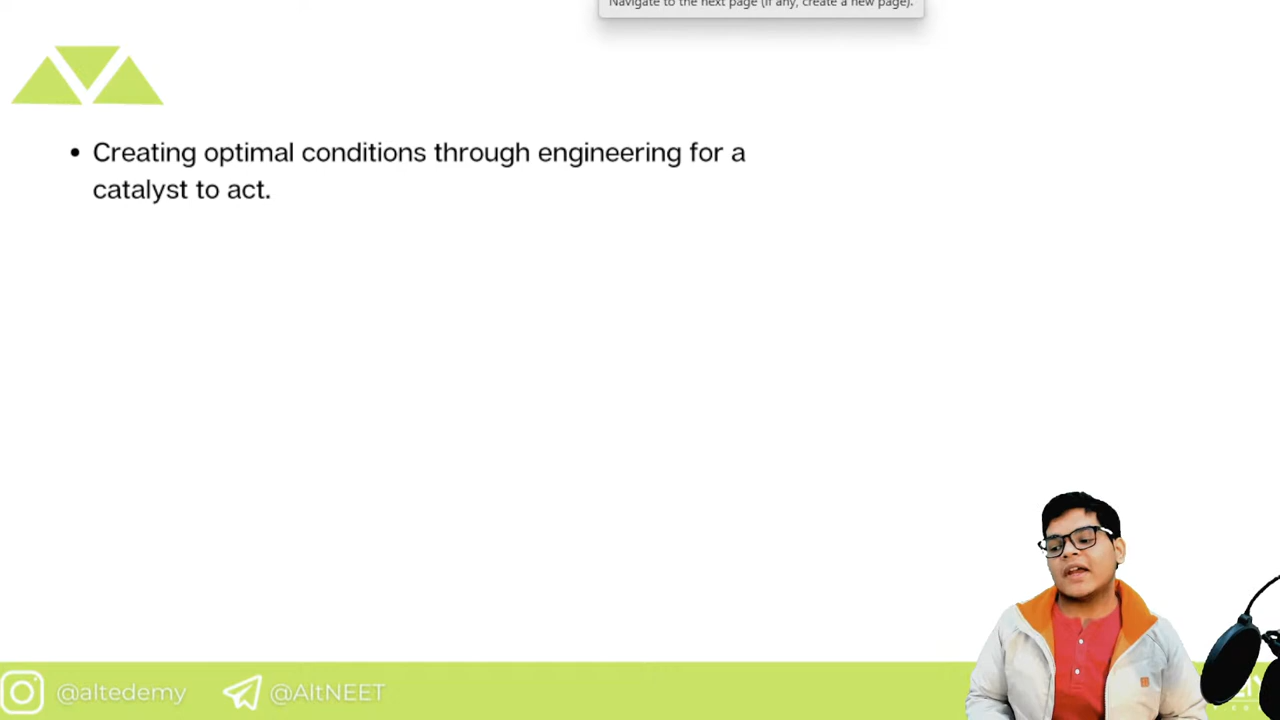 Navigate to the next page (if any, create a new page).
• Creating optimal conditions through engineering for a
catalyst to act.
@altedemy @AltNEET